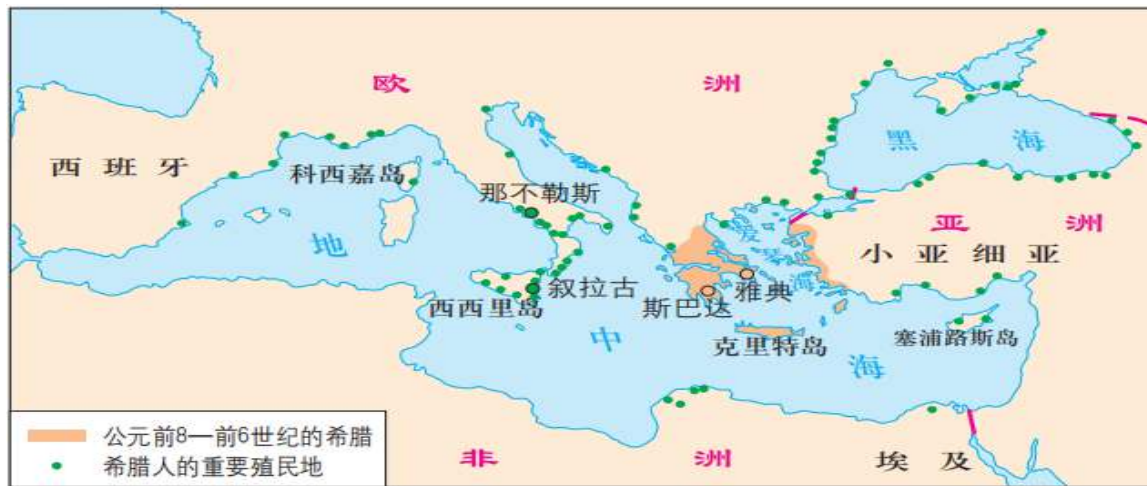 欧 洲
西 班 牙
科西嘉岛
黑 海
那不勒斯
地
爱琴海
亚 洲
小 亚 细 亚
叙拉古
雅典
斯巴达
西西里岛
中
克里特岛
塞浦路斯岛
海
公元前8—前6世纪的希腊
希腊人的重要殖民地
非 洲
埃 及